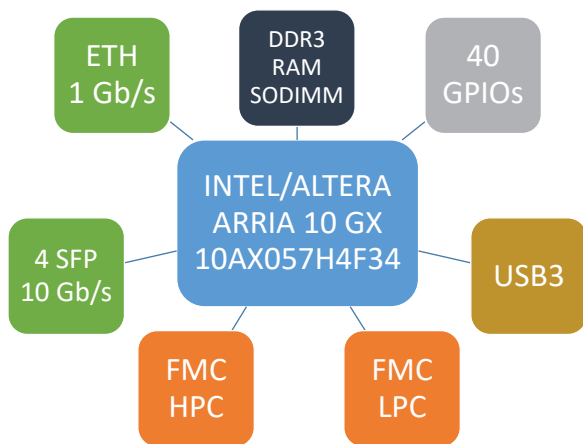 ETH
1 Gb/s
DDR3
RAM
SODIMM
40
GPIOs
INTEL/ALTERA
ARRIA 10 GX
10AX057H4F34
4 SFP
10 Gb/s
USB3
FMC
HPC
FMC
LPC